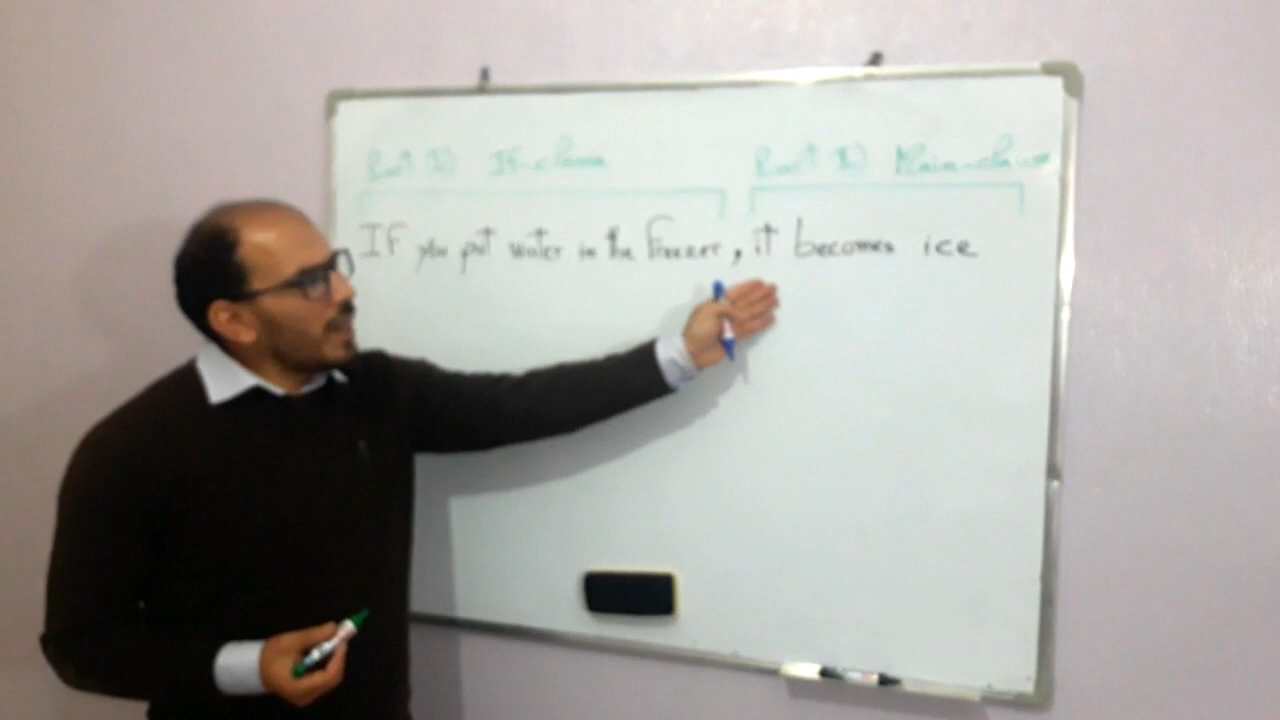 Part 1) If-clause Part 2) Main-clause
If you put water in the freezer, it becomes ice